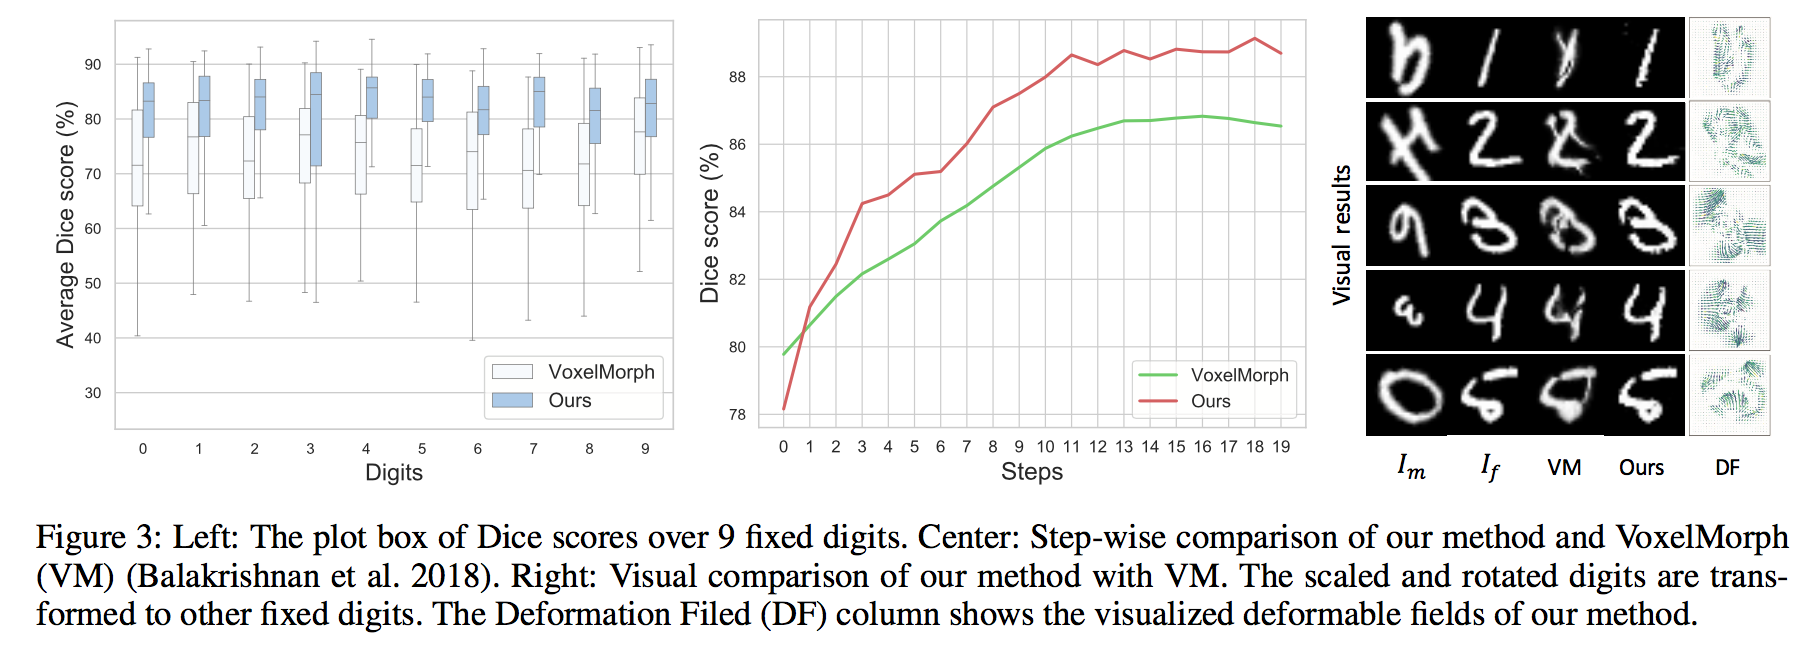 Average Dice score (%)
90
80
70
60
50
40
30
VoxelMorph
Ours
0 1 2 3 4 5 6 7 8 9
Digits
Dice score (%)
88
86
84
82
80
78
VoxelMorph
Ours
0 1 2 3 4 5 6 7 8 9 10 11 12 13 14 15 16 17 18 19
Steps
Visual results
I_m I_f VM Ours DF
Figure 3: Left: The plot box of Dice scores over 9 fixed digits. Center: Step-wise comparison of our method and VoxelMorph
(VM) (Balakrishnan et al. 2018). Right: Visual comparison of our method with VM. The scaled and rotated digits are trans-
formed to other fixed digits. The Deformation Filed (DF) column shows the visualized deformable fields of our method.